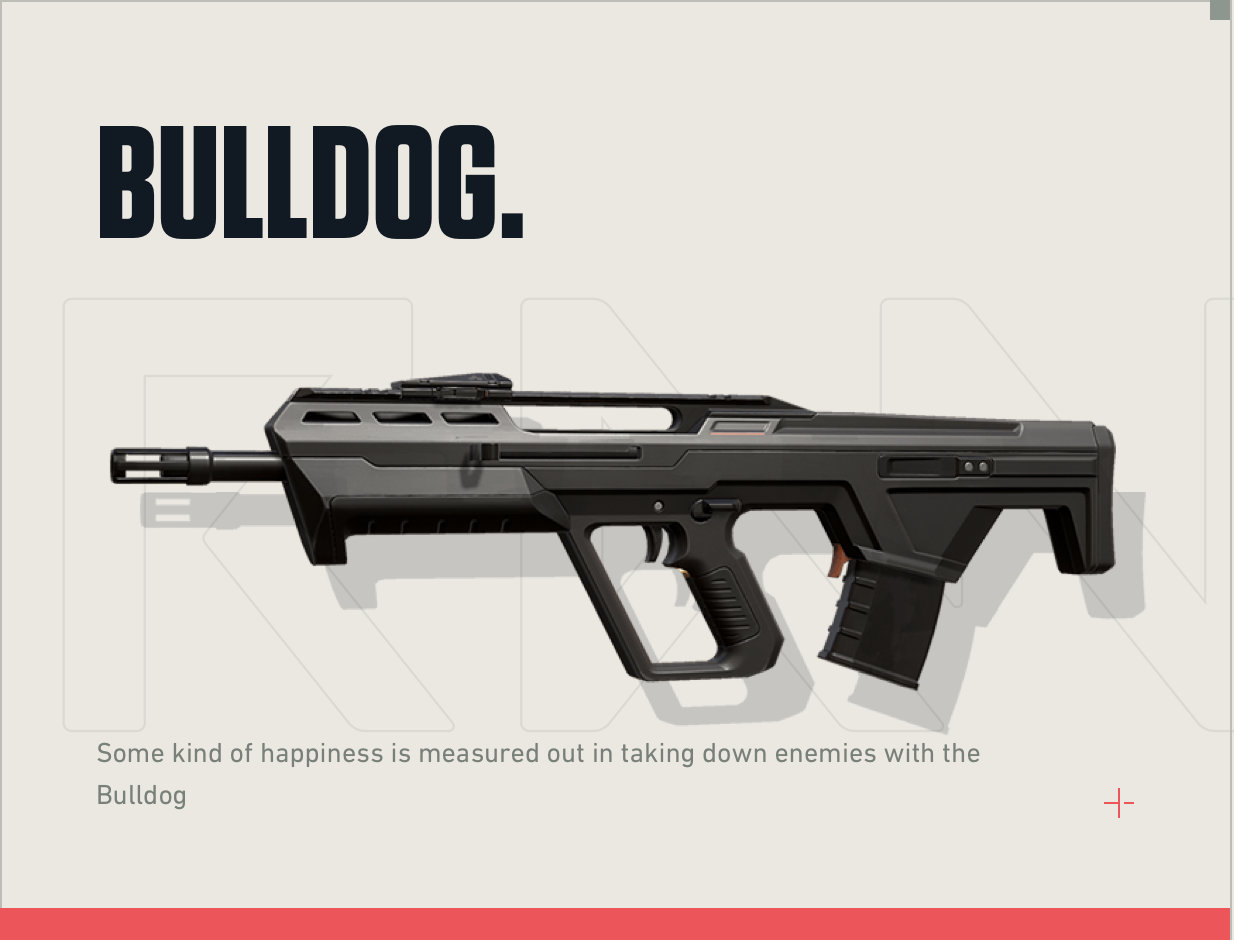 BULLDOG.
Some kind of happiness is measured out in taking down enemies with the
Bulldog